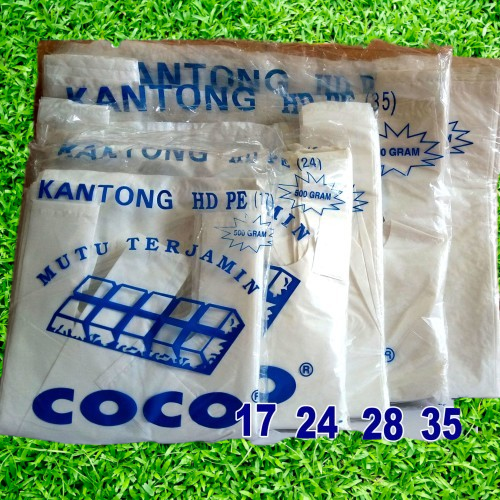 KANTONG HD P
KANTONG HD PE (35)
500 GRAM
KANTONG HD PE (24)
500 GRAM
KANTONG HD PE (17)
500 GRAM
MUTU TERJAMIN
COCO ®
®
®
17 24 28 35